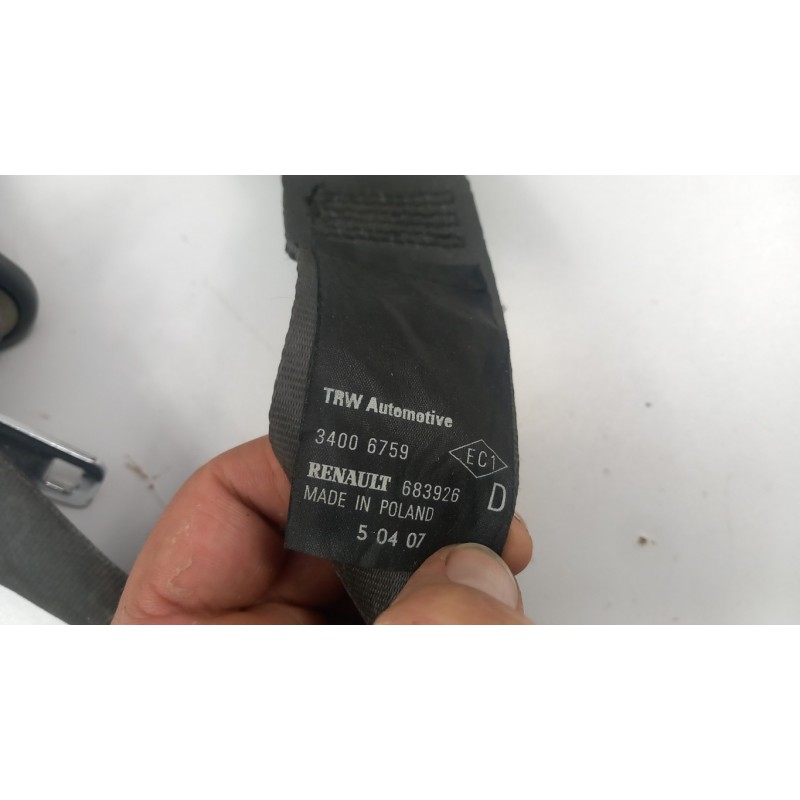 TRW Automotive
3400 6759
EC1
RENAULT 683926 D
MADE IN POLAND
5 04 07